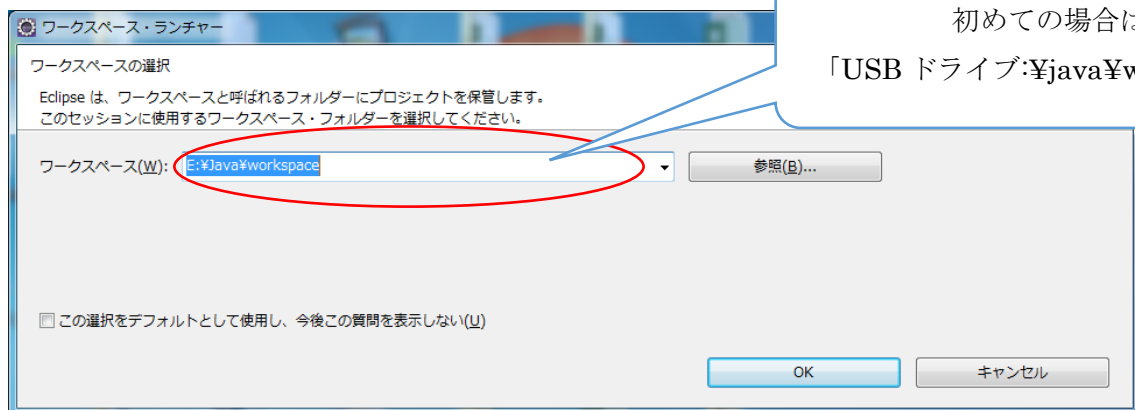 ワークスペース・ランチャー
初めての場合は
「USB ドライブ:¥java¥w
ワークスペースの選択
Eclipse は、ワークスペースと呼ばれるフォルダーにプロジェクトを保管します。
このセッションに使用するワークスペース・フォルダーを選択してください。
ワークスペース(W): E:¥Java¥workspace 参照(B)...
この選択をデフォルトとして使用し、今後この質問を表示しない(U)
OK キャンセル